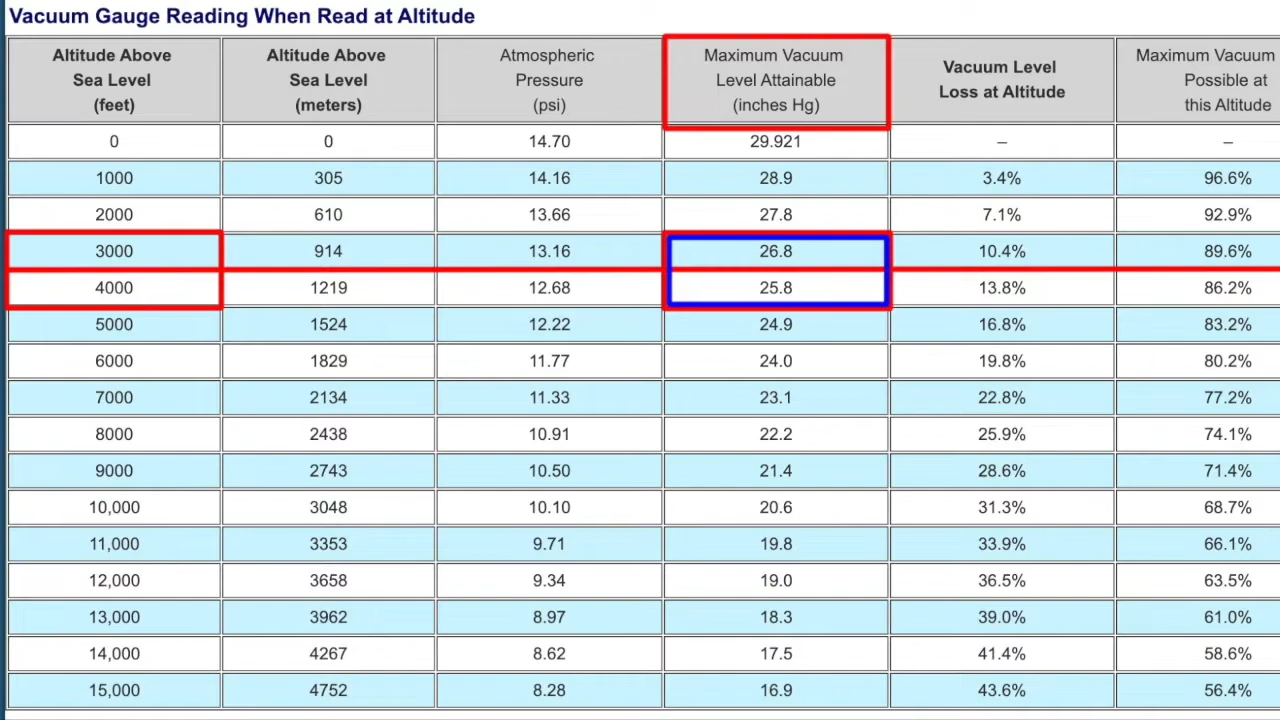 Vacuum Gauge Reading When Read at Altitude
Altitude Above Sea Level (feet) Altitude Above Sea Level (meters) Atmospheric Pressure (psi) Maximum Vacuum Level Attainable (inches Hg) Vacuum Level Loss at Altitude Maximum Vacuum Possible at this Altitude
0 0 14.70 29.921 – –
1000 305 14.16 28.9 3.4% 96.6%
2000 610 13.66 27.8 7.1% 92.9%
3000 914 13.16 26.8 10.4% 89.6%
4000 1219 12.68 25.8 13.8% 86.2%
5000 1524 12.22 24.9 16.8% 83.2%
6000 1829 11.77 24.0 19.8% 80.2%
7000 2134 11.33 23.1 22.8% 77.2%
8000 2438 10.91 22.2 25.9% 74.1%
9000 2743 10.50 21.4 28.6% 71.4%
10,000 3048 10.10 20.6 31.3% 68.7%
11,000 3353 9.71 19.8 33.9% 66.1%
12,000 3658 9.34 19.0 36.5% 63.5%
13,000 3962 8.97 18.3 39.0% 61.0%
14,000 4267 8.62 17.5 41.4% 58.6%
15,000 4752 8.28 16.9 43.6% 56.4%